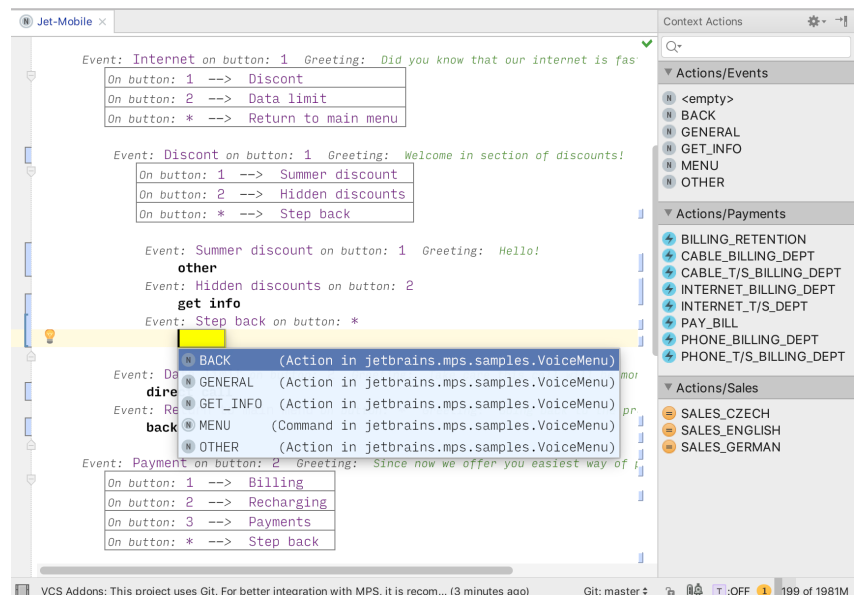 Jet-Mobile
Event: Internet on button: 1 Greeting: Did you know that our internet is fas
On button: 1 --> Discont
On button: 2 --> Data limit
On button: * --> Return to main menu
Event: Discont on button: 1 Greeting: Welcome in section of discounts!
On button: 1 --> Summer discount
On button: 2 --> Hidden discounts
On button: * --> Step back
Event: Summer discount on button: 1 Greeting: Hello!
other
Event: Hidden discounts on button: 2
get info
Event: Step back on button: *
BACK (Action in jetbrains.mps.samples.VoiceMenu)
GENERAL (Action in jetbrains.mps.samples.VoiceMenu)
GET_INFO (Action in jetbrains.mps.samples.VoiceMenu)
MENU (Command in jetbrains.mps.samples.VoiceMenu)
OTHER (Action in jetbrains.mps.samples.VoiceMenu)
Event: Da mor
dire
Event: Re pr
back
Event: Payment on button: 2 Greeting: Since now we offer you easiest way of p
On button: 1 --> Billing
On button: 2 --> Recharging
On button: 3 --> Payments
On button: * --> Step back
Context Actions
Actions/Events
<empty>
BACK
GENERAL
GET_INFO
MENU
OTHER
Actions/Payments
BILLING_RETENTION
CABLE_BILLING_DEPT
CABLE_T/S_BILLING_DEPT
INTERNET_BILLING_DEPT
INTERNET_T/S_DEPT
PAY_BILL
PHONE_BILLING_DEPT
PHONE_T/S_BILLING_DEPT
Actions/Sales
SALES_CZECH
SALES_ENGLISH
SALES_GERMAN
VCS Addons: This project uses Git. For better integration with MPS, it is recom... (3 minutes ago) Git: master T :OFF 1 199 of 1981M